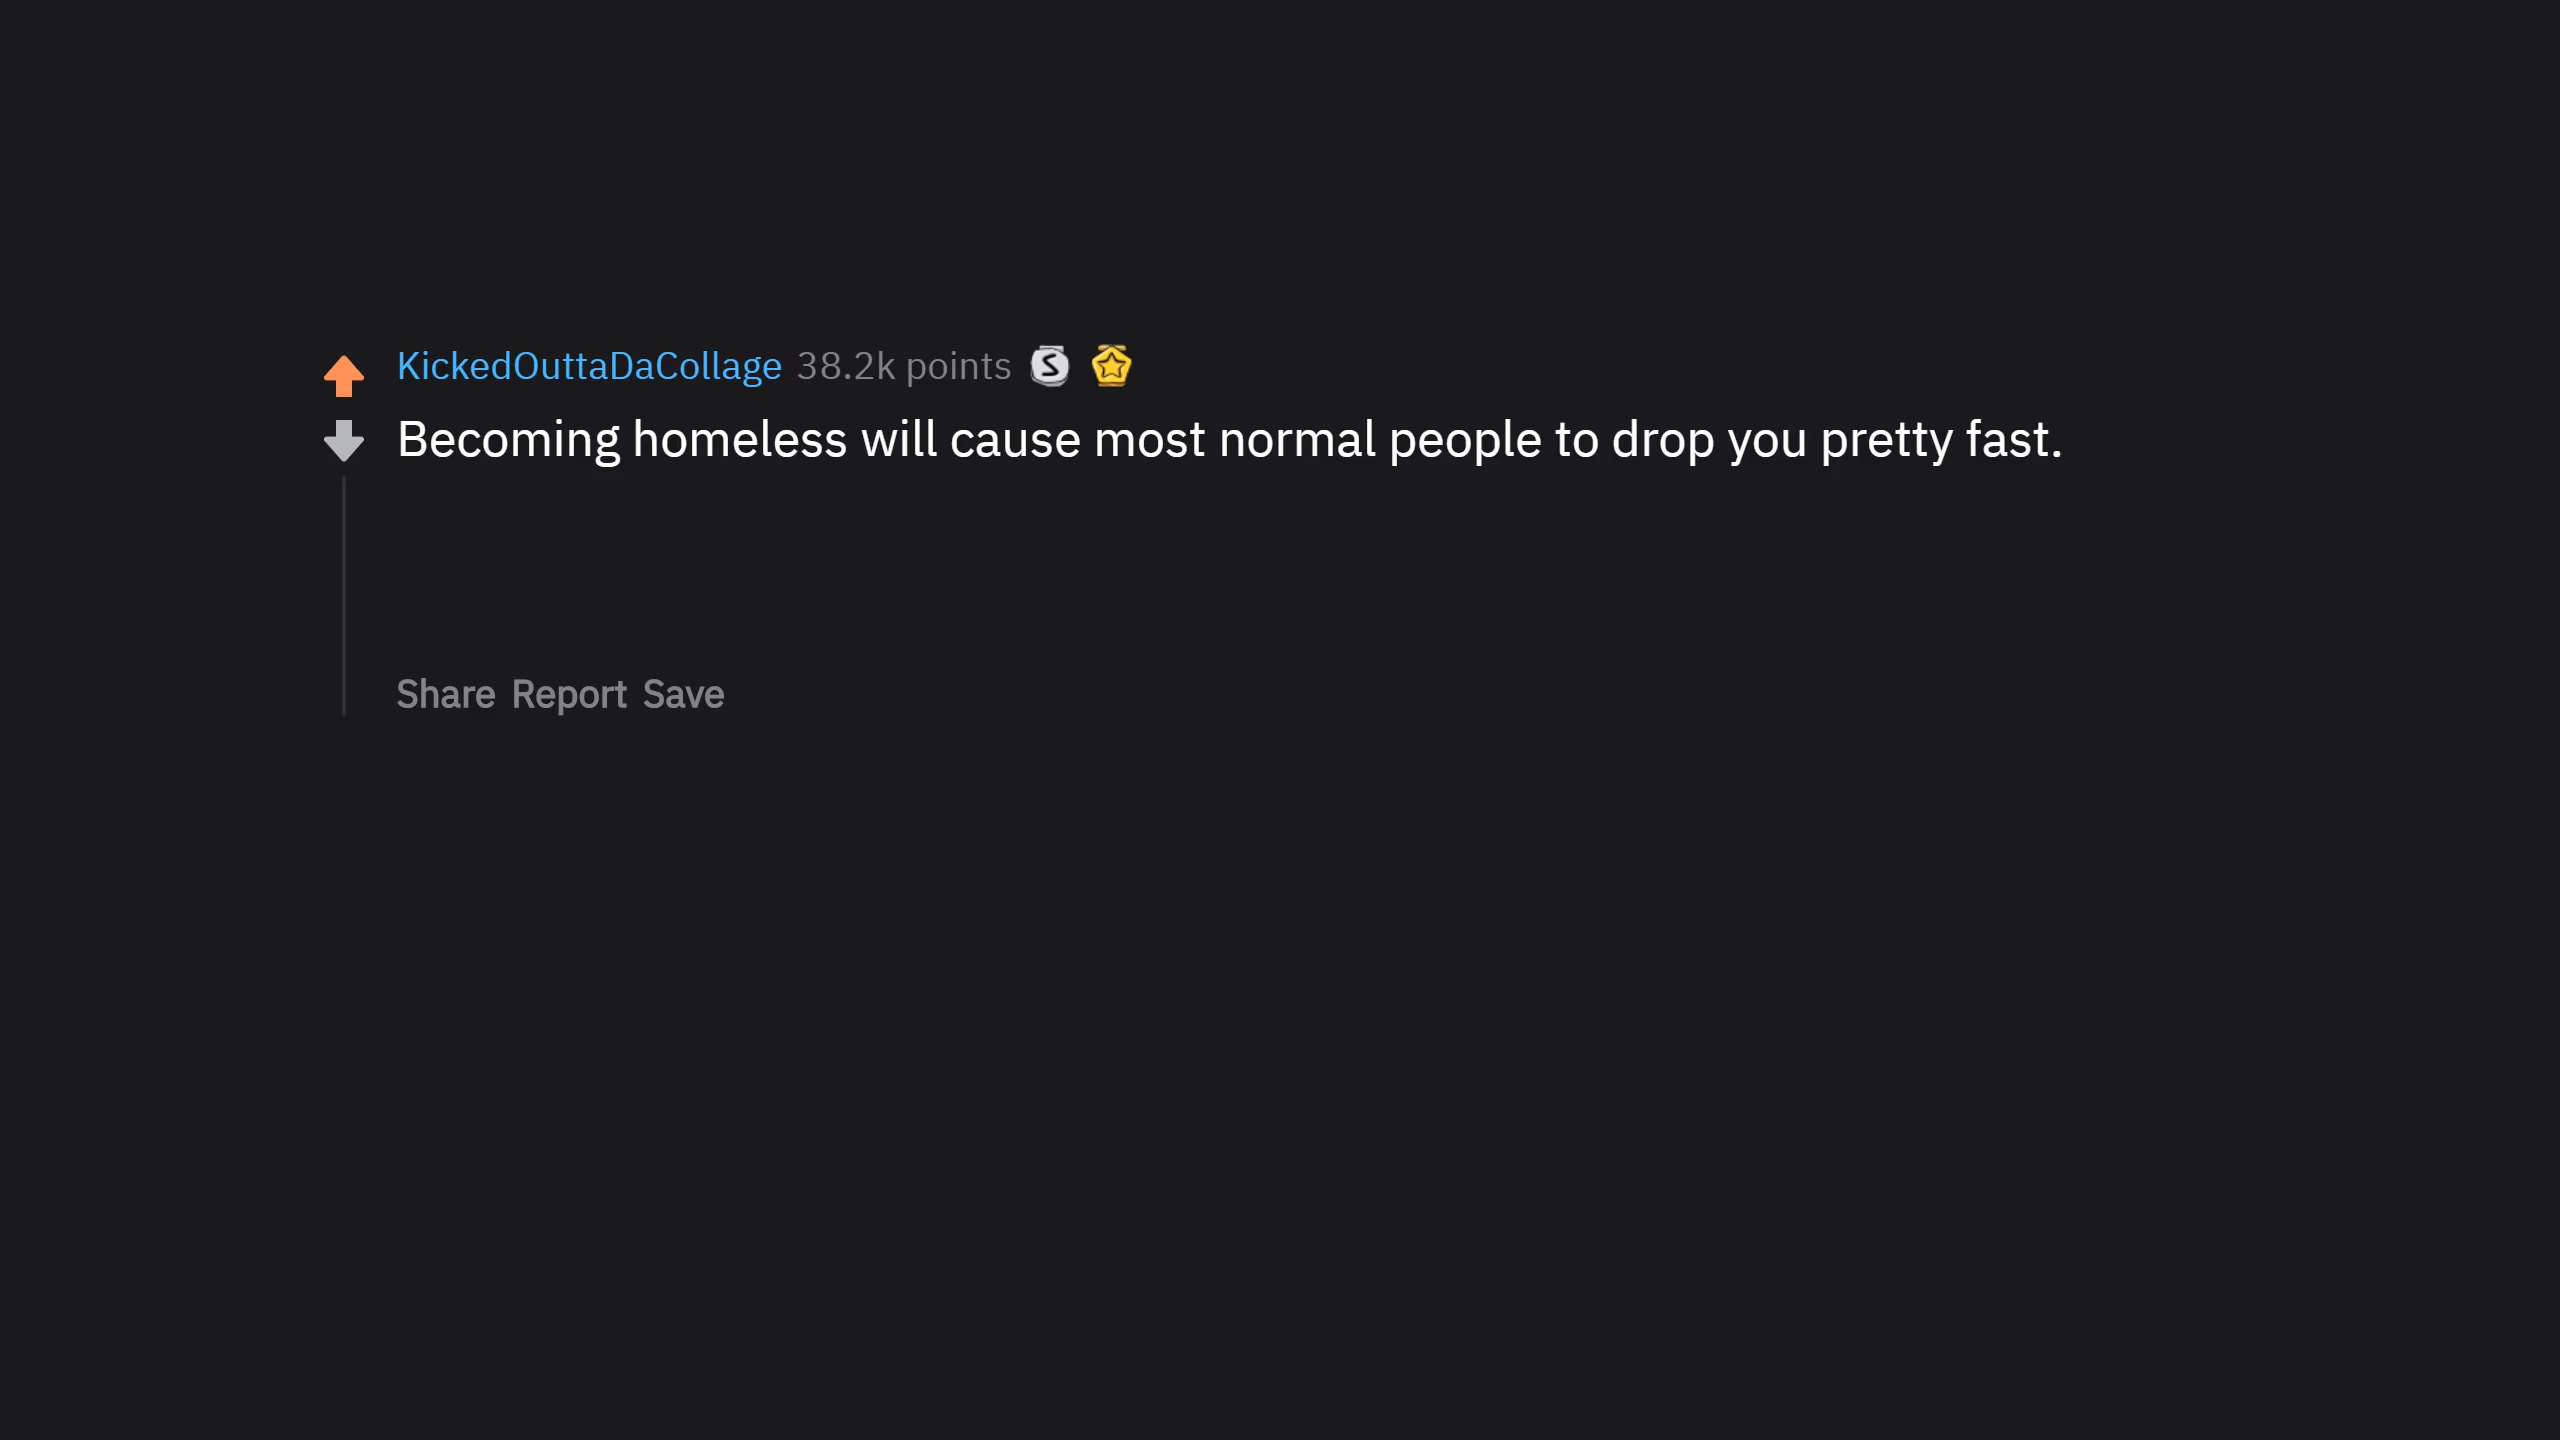 KickedOuttaDaCollage 38.2k points S
Becoming homeless will cause most normal people to drop you pretty fast.
Share Report Save